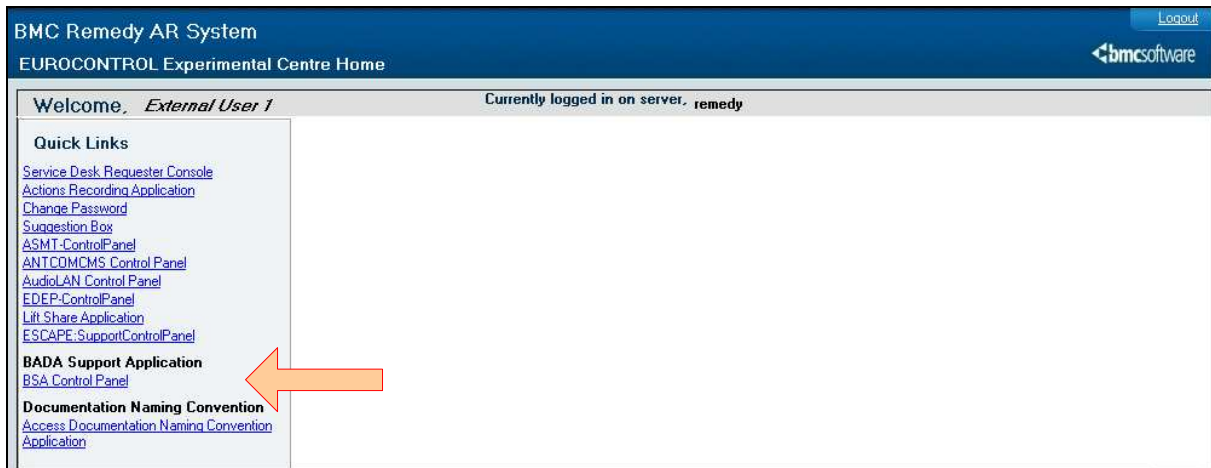 Logout
BMC Remedy AR System
EUROCONTROL Experimental Centre Home
bmcsoftware
Welcome, External User 1
Currently logged in on server, remedy
Quick Links
Service Desk Requester Console
Actions Recording Application
Change Password
Suggestion Box
ASMT-ControlPanel
ANTCOMCMS Control Panel
AudioLAN Control Panel
EDEP-ControlPanel
Lift Share Application
ESCAPE:SupportControlPanel
BADA Support Application
BSA Control Panel
Documentation Naming Convention
Access Documentation Naming Convention
Application